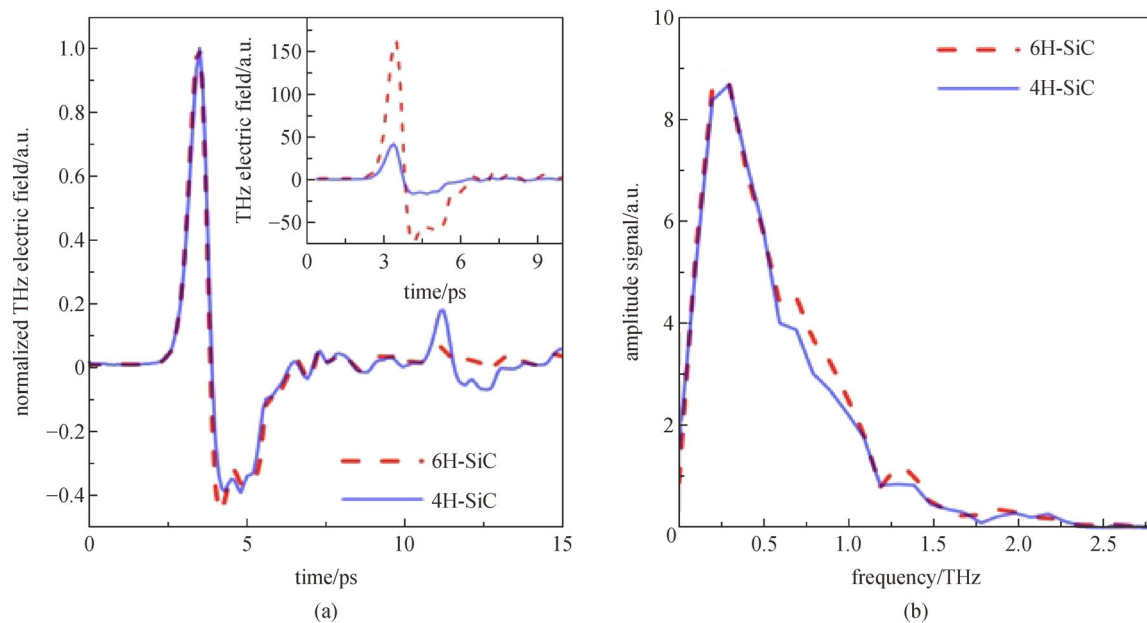 normalized THz electric field/a.u.
1.0
0.8
0.6
0.4
0.2
0
−0.2
−0.4
0
5
10
15
time/ps
(a)
6H-SiC
4H-SiC
THz electric field/a.u.
150
100
50
0
−50
0
3
6
9
time/ps
amplitude signal/a.u.
10
8
6
4
2
0
0.5
1.0
1.5
2.0
2.5
frequency/THz
(b)
6H-SiC
4H-SiC